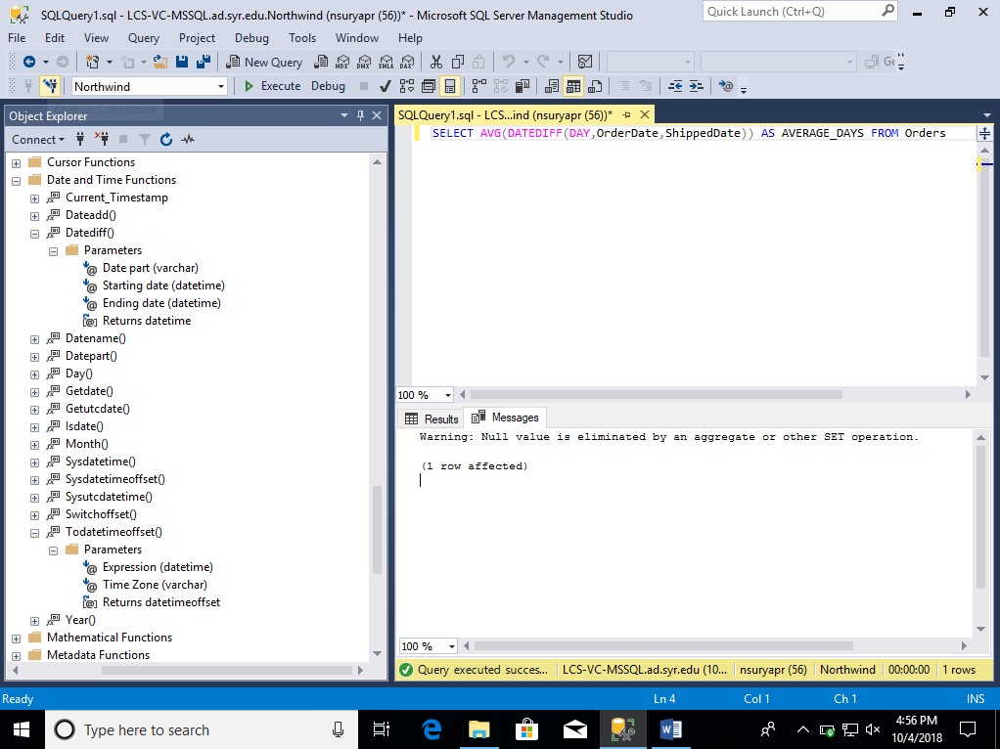 SQLQuery1.sql - LCS-VC-MSSQL.ad.syr.edu.Northwind (nsuryapr (56))* - Microsoft SQL Server Management Studio
Quick Launch (Ctrl+Q)
File Edit View Query Project Debug Tools Window Help
New Query MDX DMX XMLA DAX
Northwind Execute Debug
Object Explorer
Connect
Cursor Functions
Date and Time Functions
Current_Timestamp
Dateadd()
Datediff()
Parameters
Date part (varchar)
Starting date (datetime)
Ending date (datetime)
Returns datetime
Datename()
Datepart()
Day()
Getdate()
Getutcdate()
Isdate()
Month()
Sysdatetime()
Sysdatetimeoffset()
Sysutcdatetime()
Switchoffset()
Todatetimeoffset()
Parameters
Expression (datetime)
Time Zone (varchar)
Returns datetimeoffset
Year()
Mathematical Functions
Metadata Functions
SQLQuery1.sql - LCS...ind (nsuryapr (56))*
SELECT AVG(DATEDIFF(DAY,OrderDate,ShippedDate)) AS AVERAGE_DAYS FROM Orders
100 %
Results Messages
Warning: Null value is eliminated by an aggregate or other SET operation.
(1 row affected)
100 %
Query executed succes... LCS-VC-MSSQL.ad.syr.edu (10... nsuryapr (56) Northwind 00:00:00 1 rows
Ready Ln 4 Col 1 Ch 1 INS
Type here to search
4:56 PM
10/4/2018